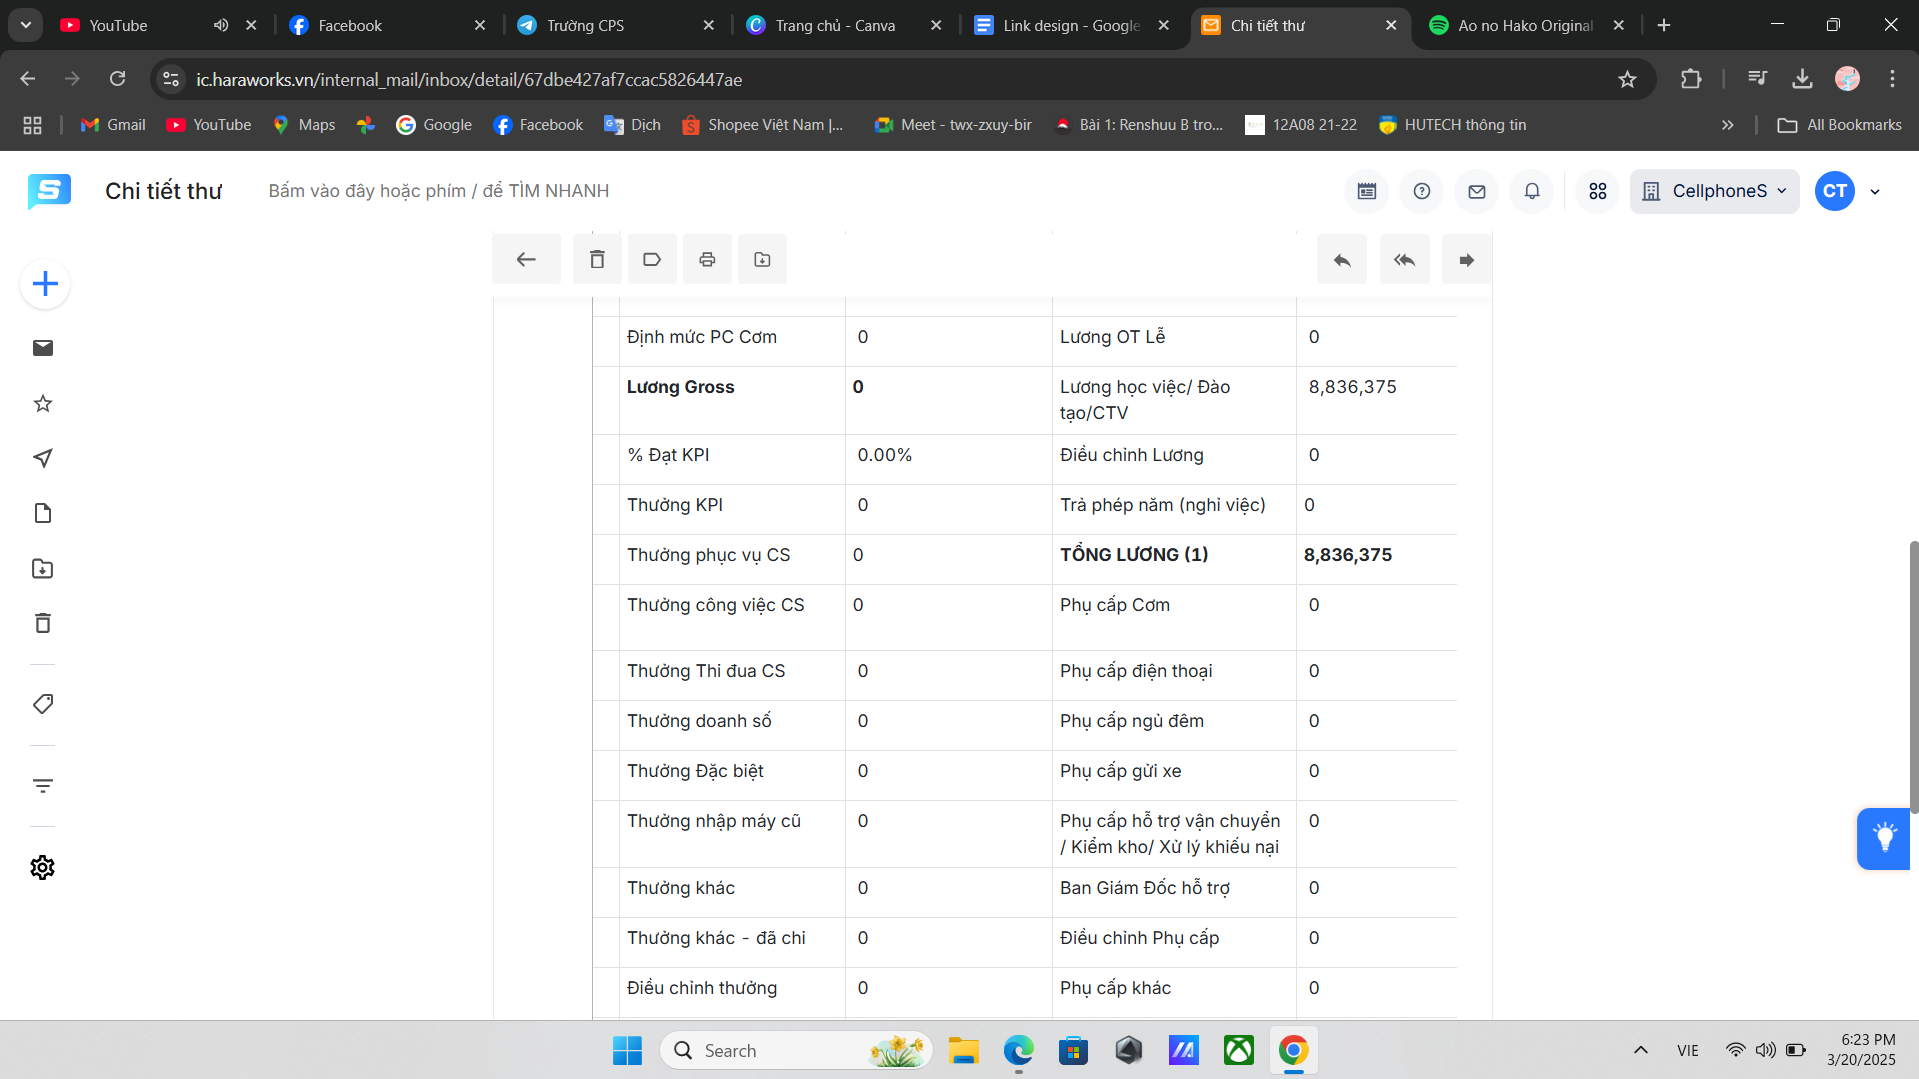 YouTube
Facebook
Trường CPS
Trang chủ - Canva
Link design - Google
Chi tiết thư
Ao no Hako Original
ic.haraworks.vn/internal_mail/inbox/detail/67dbe427af7ccac5826447ae
Gmail
YouTube
Maps
Google
Facebook
Dịch
Shopee Việt Nam |...
Meet - twx-zxuy-bir
Bài 1: Renshuu B tro...
12A08 21-22
HUTECH thông tin
All Bookmarks
Chi tiết thư
Bấm vào đây hoặc phím / để TÌM NHANH
CellphoneS
CT
Định mức PC Cơm 0 Lương OT Lễ 0
Lương Gross 0 Lương học việc/ Đào 8,836,375
tạo/CTV
% Đạt KPI 0.00% Điều chỉnh Lương 0
Thưởng KPI 0 Trả phép năm (nghỉ việc) 0
Thưởng phục vụ CS 0 TỔNG LƯƠNG (1) 8,836,375
Thưởng công việc CS 0 Phụ cấp Cơm 0
Thưởng Thi đua CS 0 Phụ cấp điện thoại 0
Thưởng doanh số 0 Phụ cấp ngủ đêm 0
Thưởng Đặc biệt 0 Phụ cấp gửi xe 0
Thưởng nhập máy cũ 0 Phụ cấp hỗ trợ vận chuyển 0
/ Kiểm kho/ Xử lý khiếu nại
Thưởng khác 0 Ban Giám Đốc hỗ trợ 0
Thưởng khác - đã chi 0 Điều chỉnh Phụ cấp 0
Điều chỉnh thưởng 0 Phụ cấp khác 0
Search
VIE
6:23 PM
3/20/2025